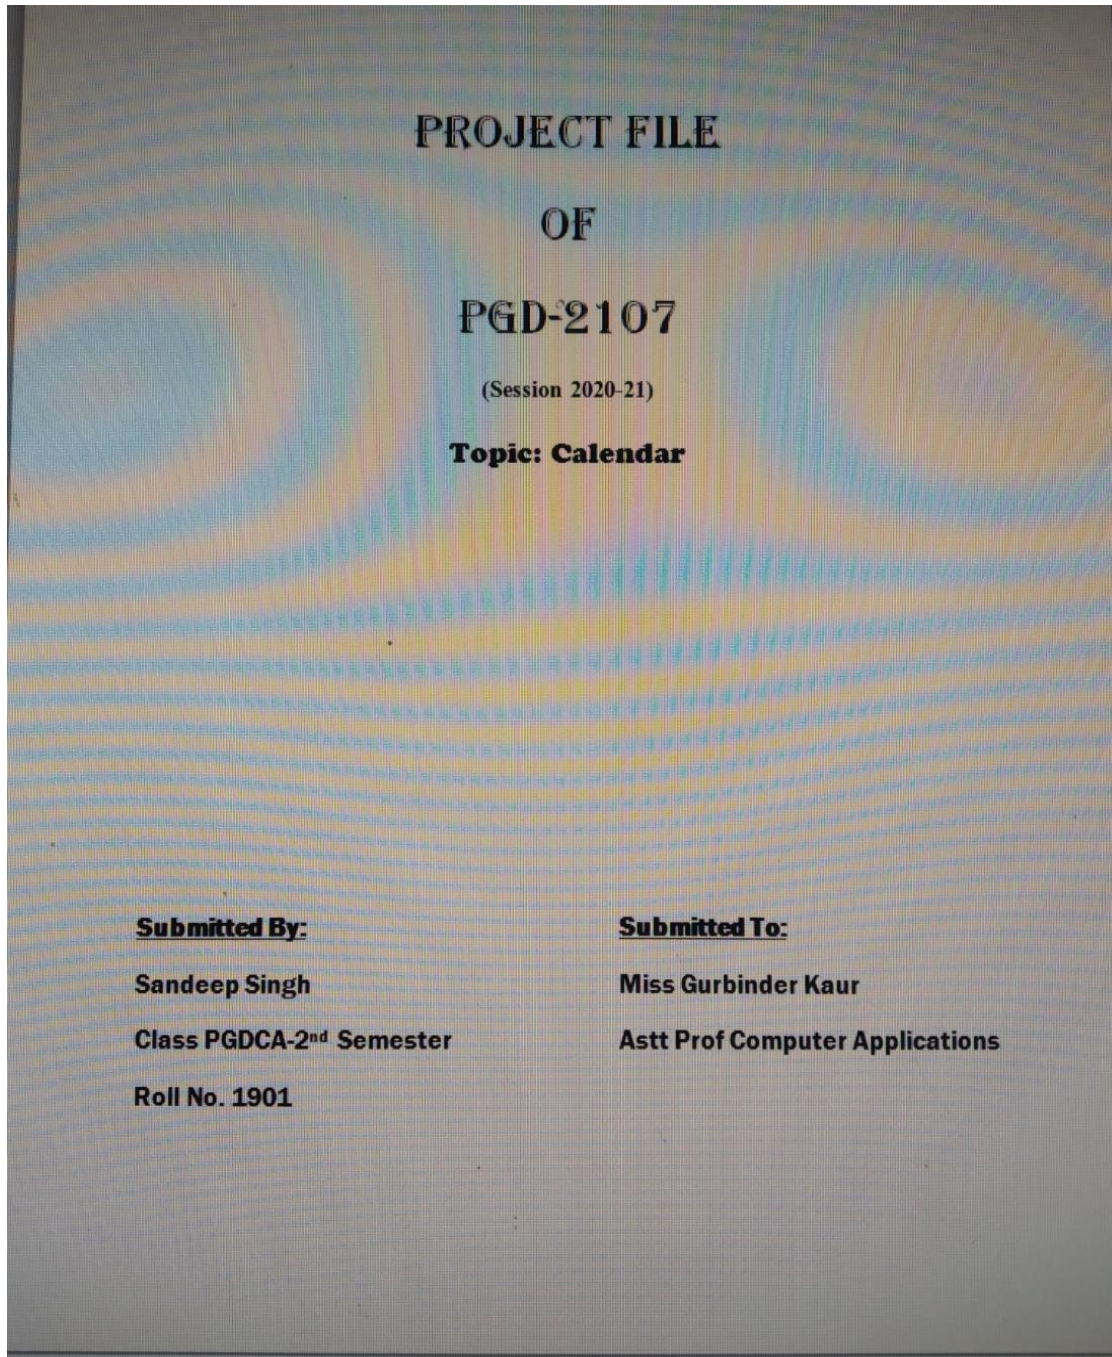 PROJECT FILE
OF
PGD-2107
(Session 2020-21)
Topic: Calendar
Submitted By:
Sandeep Singh
Class PGDCA-2nd Semester
Roll No. 1901
Submitted To:
Miss Gurbinder Kaur
Astt Prof Computer Applications